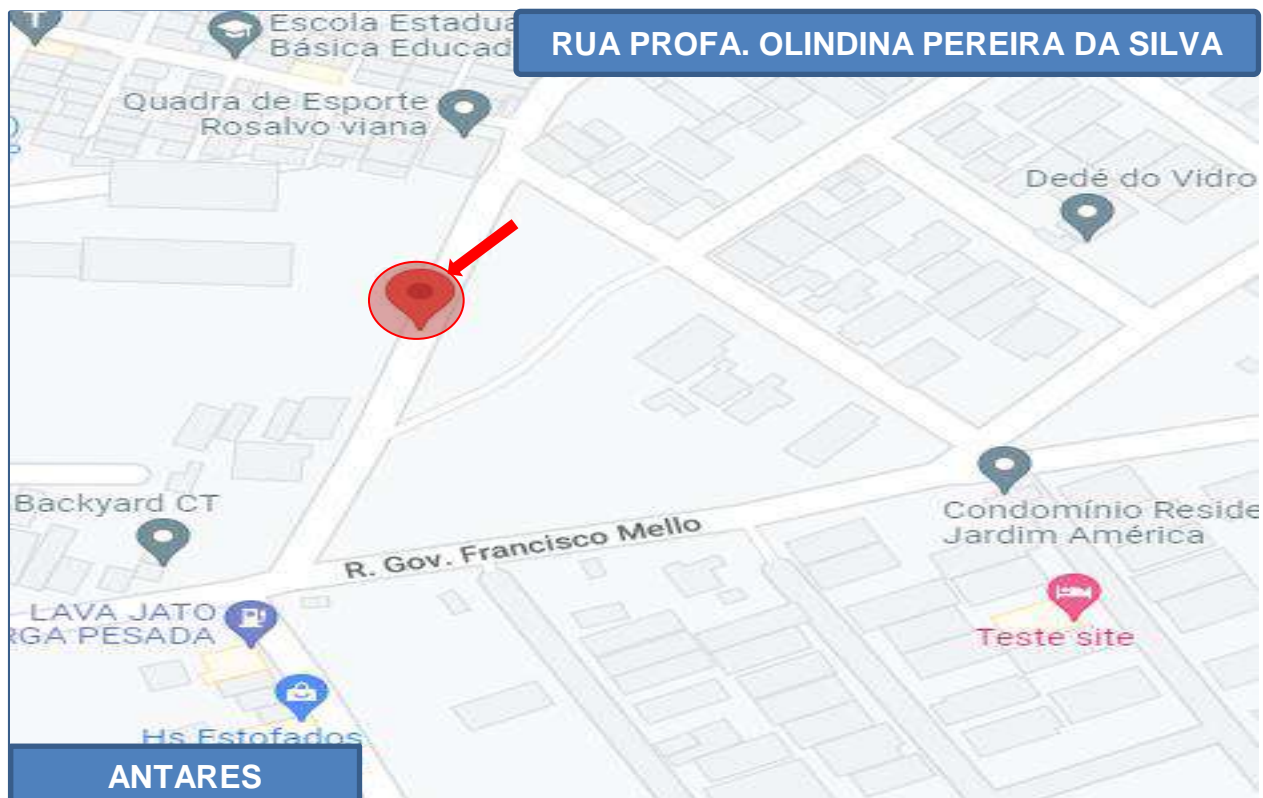 Escola Estadua
Básica Educad
RUA PROFA. OLINDINA PEREIRA DA SILVA
Quadra de Esporte
Rosalvo viana
Dedé do Vidro
Backyard CT
R. Gov. Francisco Mello
Condomínio Reside
Jardim América
LAVA JATO
RGA PESADA
Teste site
Hs Estofados
ANTARES